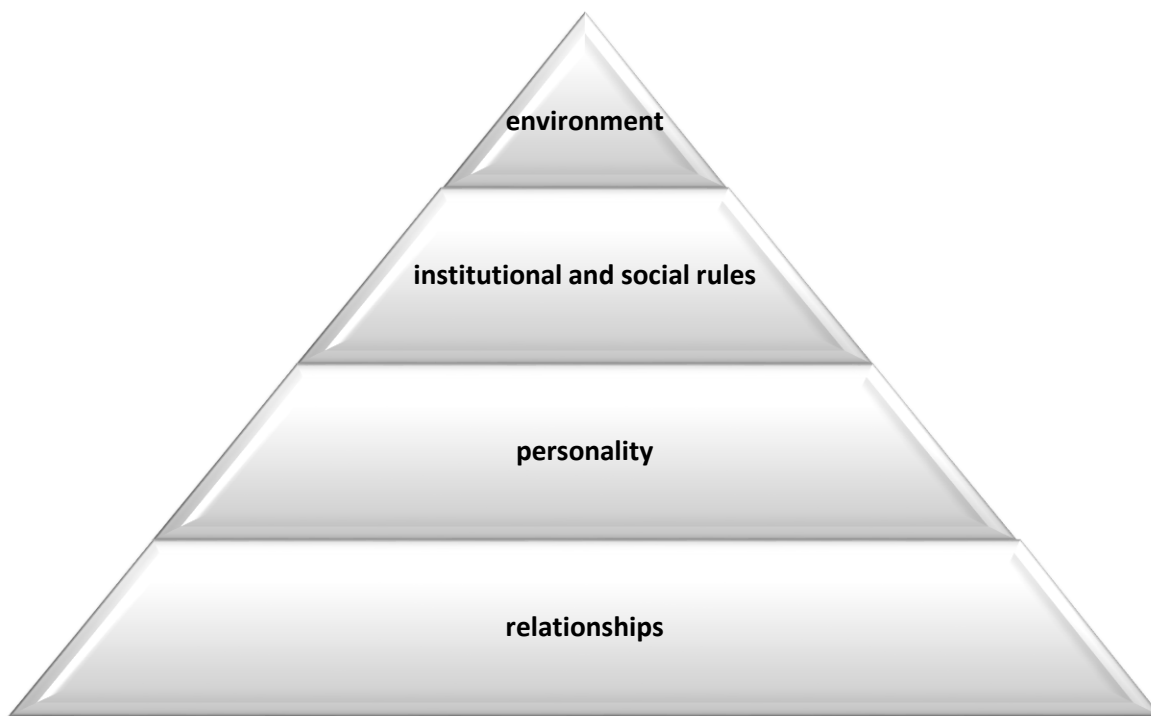 environment
institutional and social rules
personality
relationships